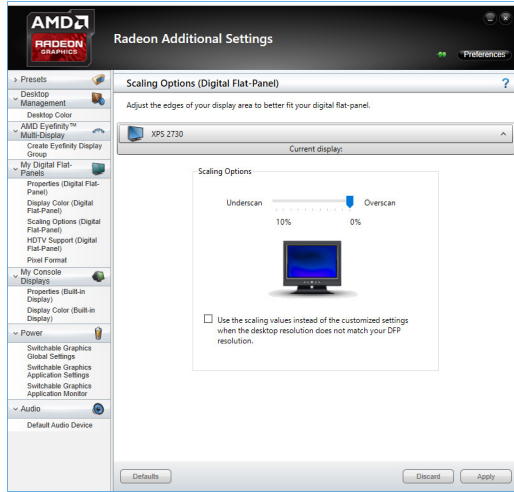 AMD
RADEON
GRAPHICS
Radeon Additional Settings
Preferences
Presets
Desktop
Management
Desktop Color
AMD Eyefinity™
Multi-Display
Create Eyefinity Display
Group
My Digital Flat-
Panels
Properties (Digital Flat-
Panel)
Display Color (Digital
Flat-Panel)
Scaling Options (Digital
Flat-Panel)
HDTV Support (Digital
Flat-Panel)
Pixel Format
My Console
Displays
Properties (Built-in
Display)
Display Color (Built-in
Display)
Power
Switchable Graphics
Global Settings
Switchable Graphics
Application Settings
Switchable Graphics
Application Monitor
Audio
Default Audio Device
Scaling Options (Digital Flat-Panel)
?
Adjust the edges of your display area to better fit your digital flat-panel.
XPS 2730
Current display:
Scaling Options
Underscan Overscan
10% 0%
Use the scaling values instead of the customized settings
when the desktop resolution does not match your DFP
resolution.
Defaults Discard Apply